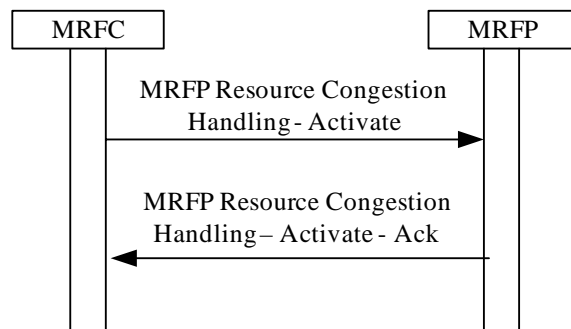 MRFC
MRFP
MRFP Resource Congestion
Handling - Activate
MRFP Resource Congestion
Handling – Activate - Ack